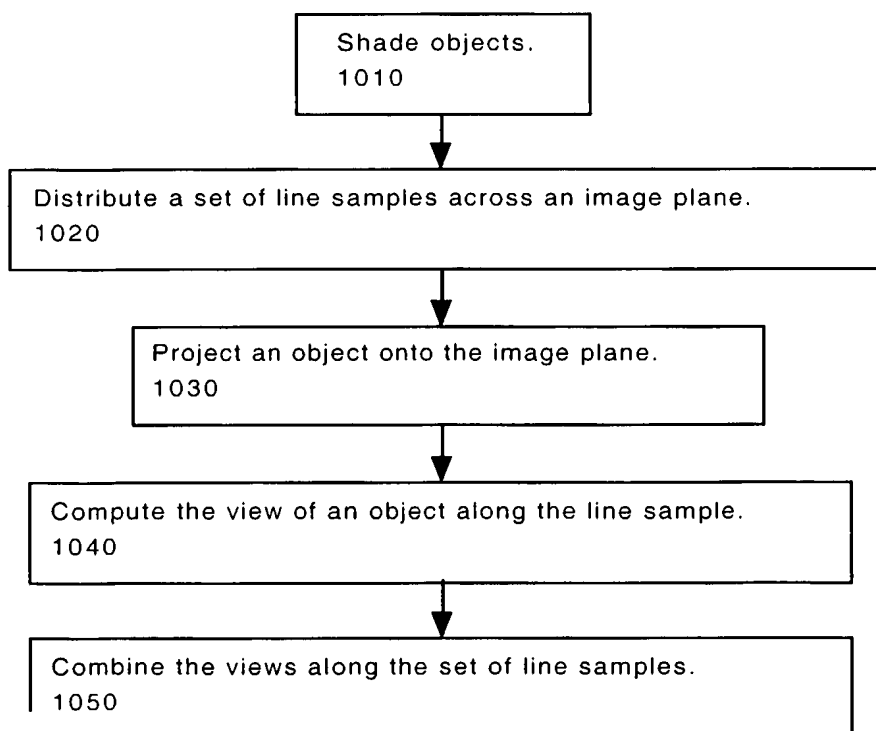 Shade objects.
1010
Distribute a set of line samples across an image plane.
1020
Project an object onto the image plane.
1030
Compute the view of an object along the line sample.
1040
Combine the views along the set of line samples.
1050